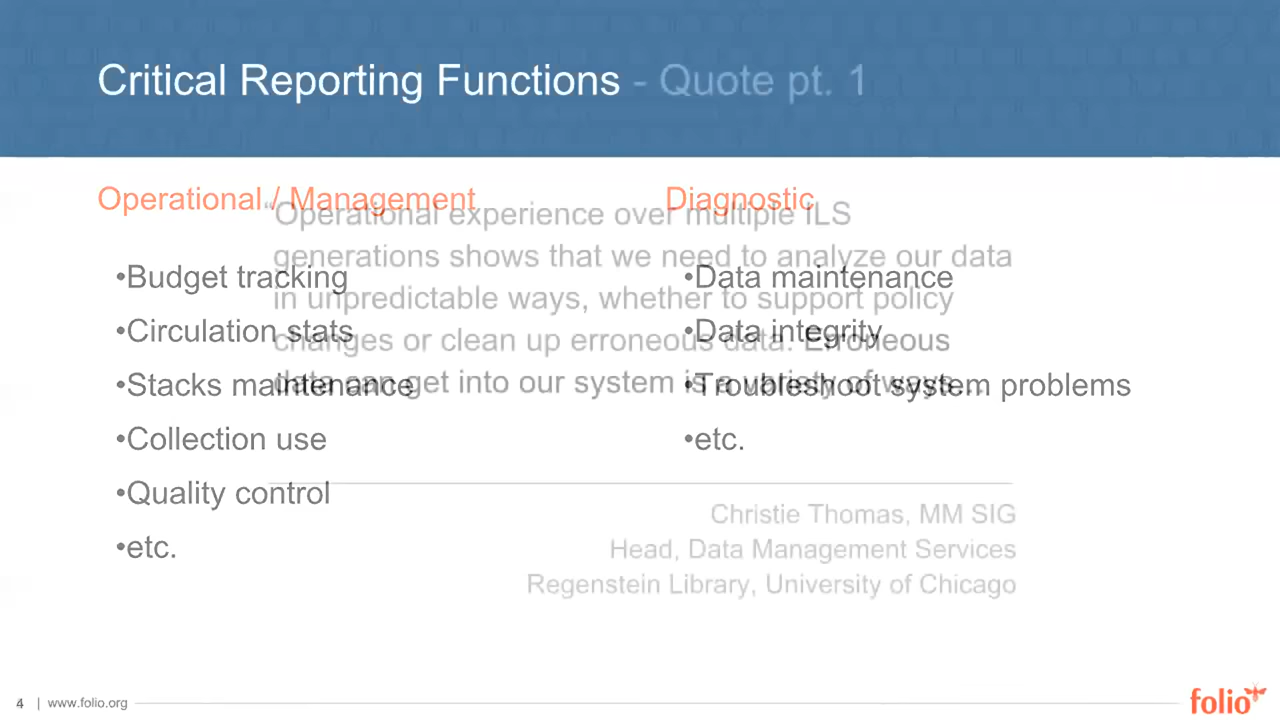 Critical Reporting Functions - Quote pt. 1
Operational / Management
•Budget tracking
•Circulation stats
•Stacks maintenance
•Collection use
•Quality control
•etc.
Diagnostic
•Data maintenance
•Data integrity
•Troubleshoot system problems
•etc.
“Operational experience over multiple ILS
generations shows that we need to analyze our data
in unpredictable ways, whether to support policy
changes or clean up erroneous data. Erroneous
data can get into our system is a variety of ways...
Christie Thomas, MM SIG
Head, Data Management Services
Regenstein Library, University of Chicago
4 | www.folio.org
folio